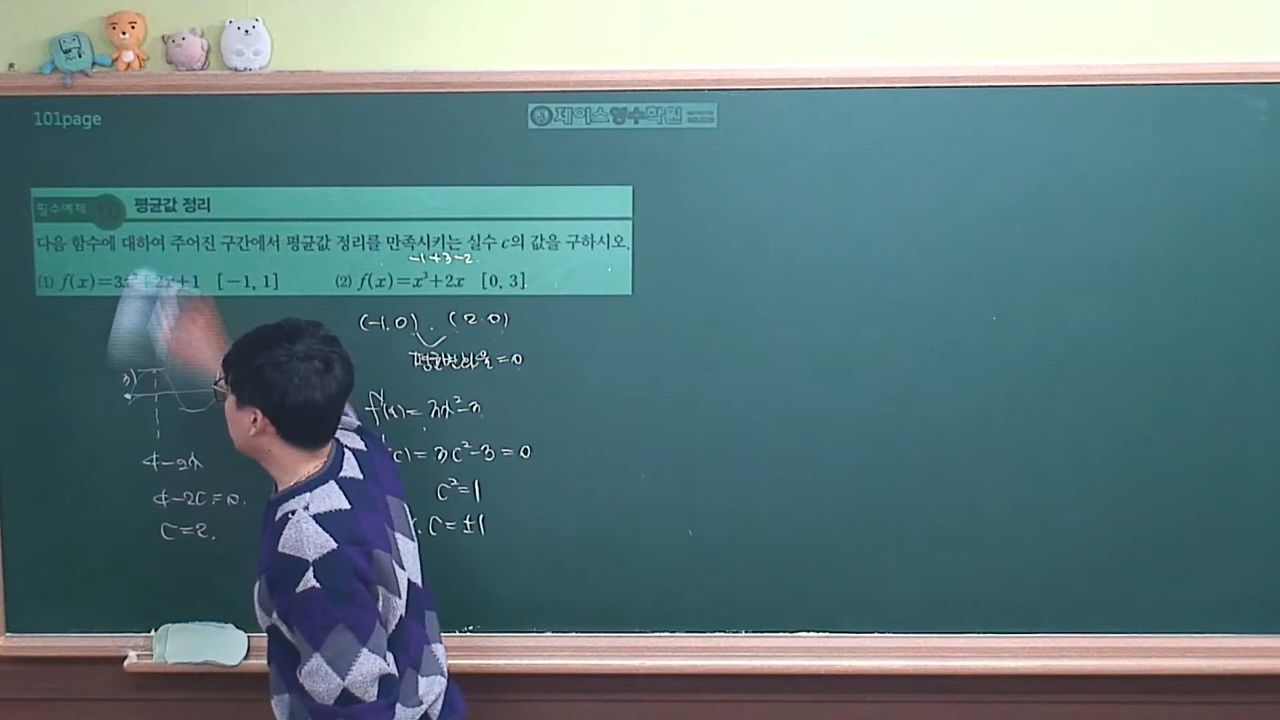 101page
제이스영수학원
필수예제 평균값 정리
다음 함수에 대하여 주어진 구간에서 평균값 정리를 만족시키는 실수 c의 값을 구하시오.
-1+3-2
(1) f(x)=3x²+2x+1 [-1, 1] (2) f(x)=x³+2x [0, 3]
(-1.0) . (2.0)
평균변화율=0
f'(x)=3x²-3
(c)=3c²-3=0
c²=1
c=±1
4-2x
4-2c=0.
c=2.